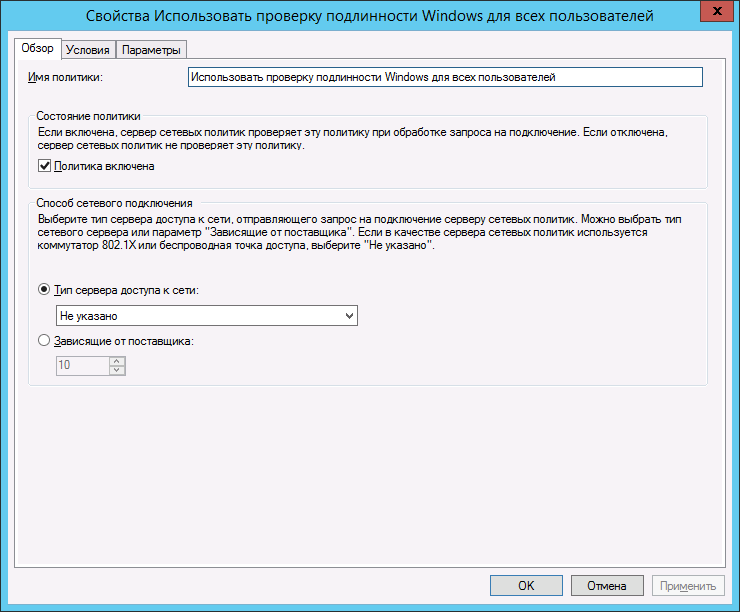 Свойства Использовать проверку подлинности Windows для всех пользователей
x
Обзор Условия Параметры
Имя политики: Использовать проверку подлинности Windows для всех пользователей
Состояние политики
Если включена, сервер сетевых политик проверяет эту политику при обработке запроса на подключение. Если отключена,
сервер сетевых политик не проверяет эту политику.
Политика включена
Способ сетевого подключения
Выберите тип сервера доступа к сети, отправляющего запрос на подключение серверу сетевых политик. Можно выбрать тип
сетевого сервера или параметр "Зависящие от поставщика". Если в качестве сервера сетевых политик используется
коммутатор 802.1X или беспроводная точка доступа, выберите "Не указано".
Тип сервера доступа к сети:
Не указано
Зависящие от поставщика:
10
OK Отмена Применить